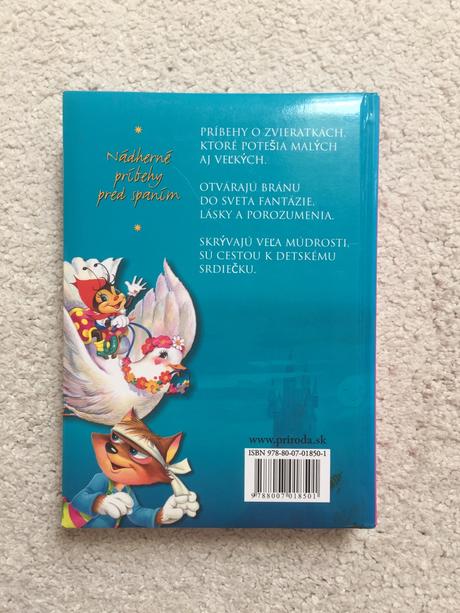 Nádherné
príbehy
pred spaním
PRÍBEHY O ZVIERATKÁCH,
KTORÉ POTEŠIA MALÝCH
AJ VEĽKÝCH.
OTVÁRAJÚ BRÁNU
DO SVETA FANTÁZIE,
LÁSKY A POROZUMENIA.
SKRÝVAJÚ VEĽA MÚDROSTI,
SÚ CESTOU K DETSKÉMU
SRDIEČKU.
www.priroda.sk
ISBN 978-80-07-01850-1
9788007018501